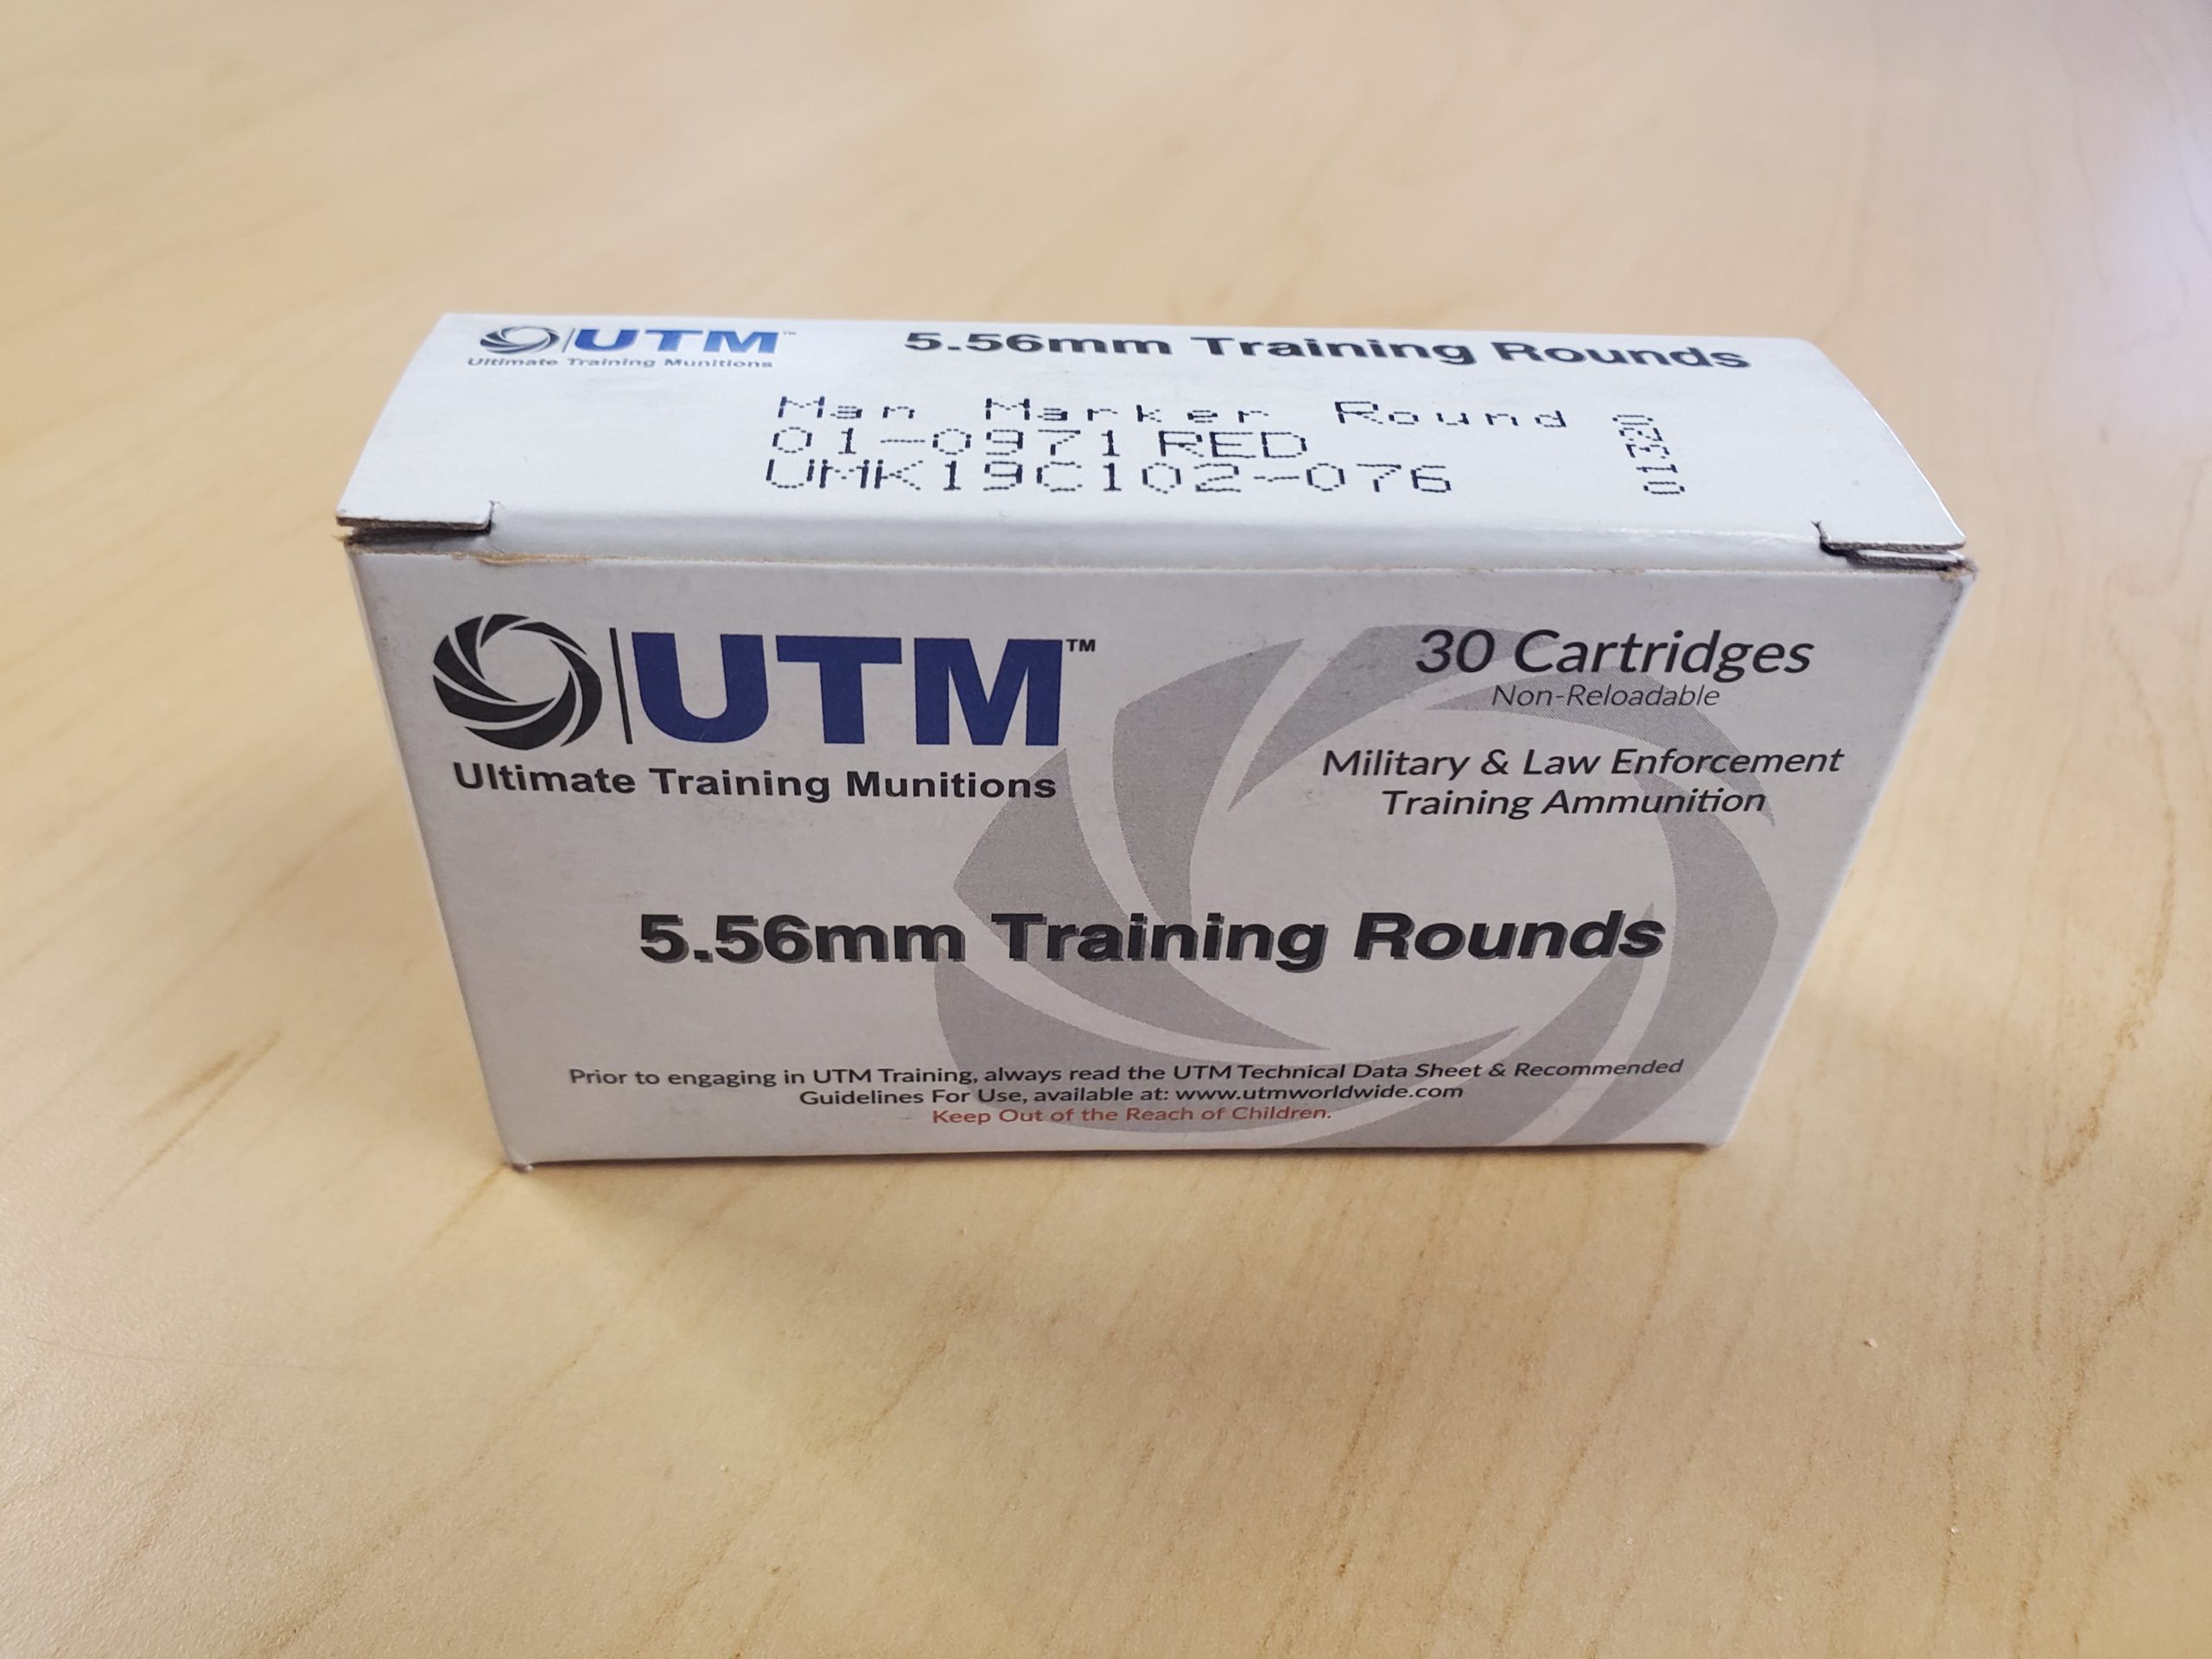 UTM™ 5.56mm Training Rounds
Ultimate Training Munitions
Man Marker Round
01-0971 RED
UMK19C102-076
01320
UTM™
Ultimate Training Munitions
30 Cartridges
Non-Reloadable
Military & Law Enforcement
Training Ammunition
5.56mm Training Rounds
Prior to engaging in UTM Training, always read the UTM Technical Data Sheet & Recommended
Guidelines For Use, available at: www.utmworldwide.com
Keep Out of the Reach of Children.